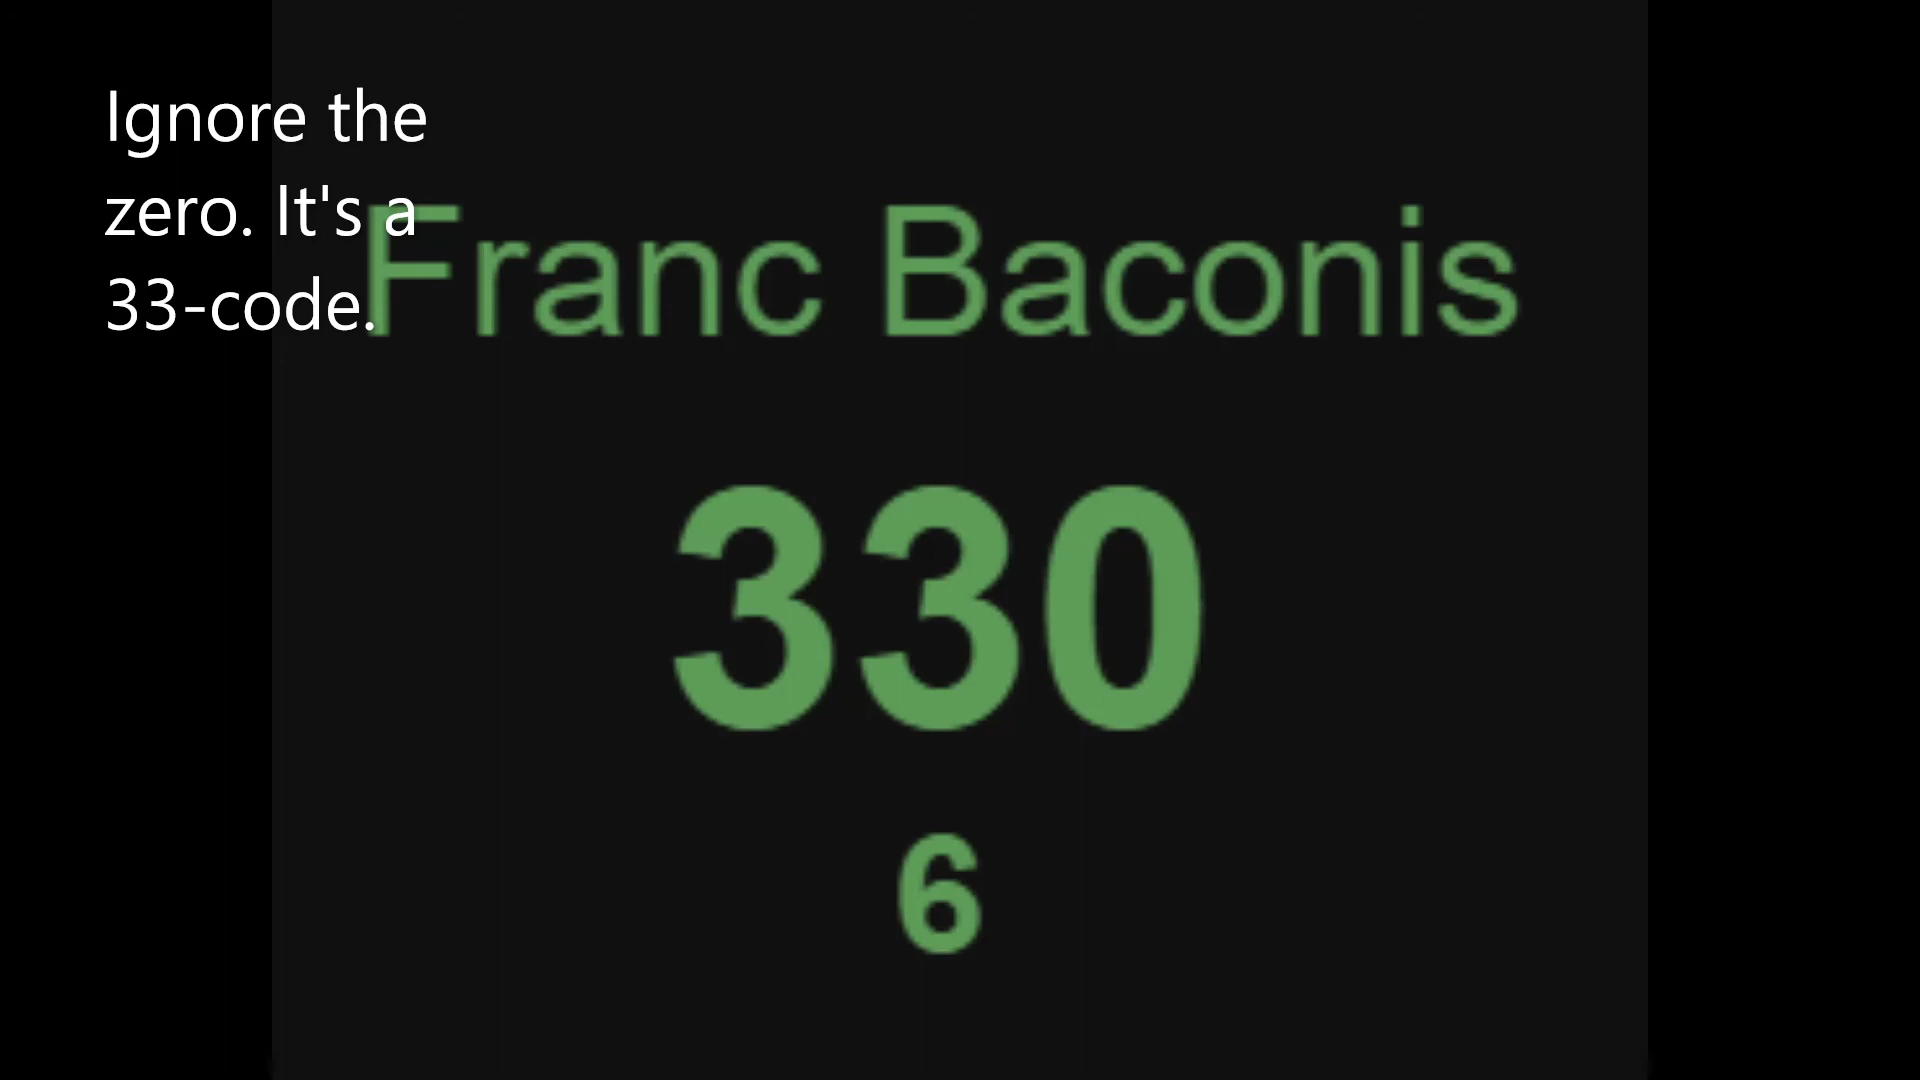 Ignore the
zero. It's a
33-code.
Franc Baconis
330
6